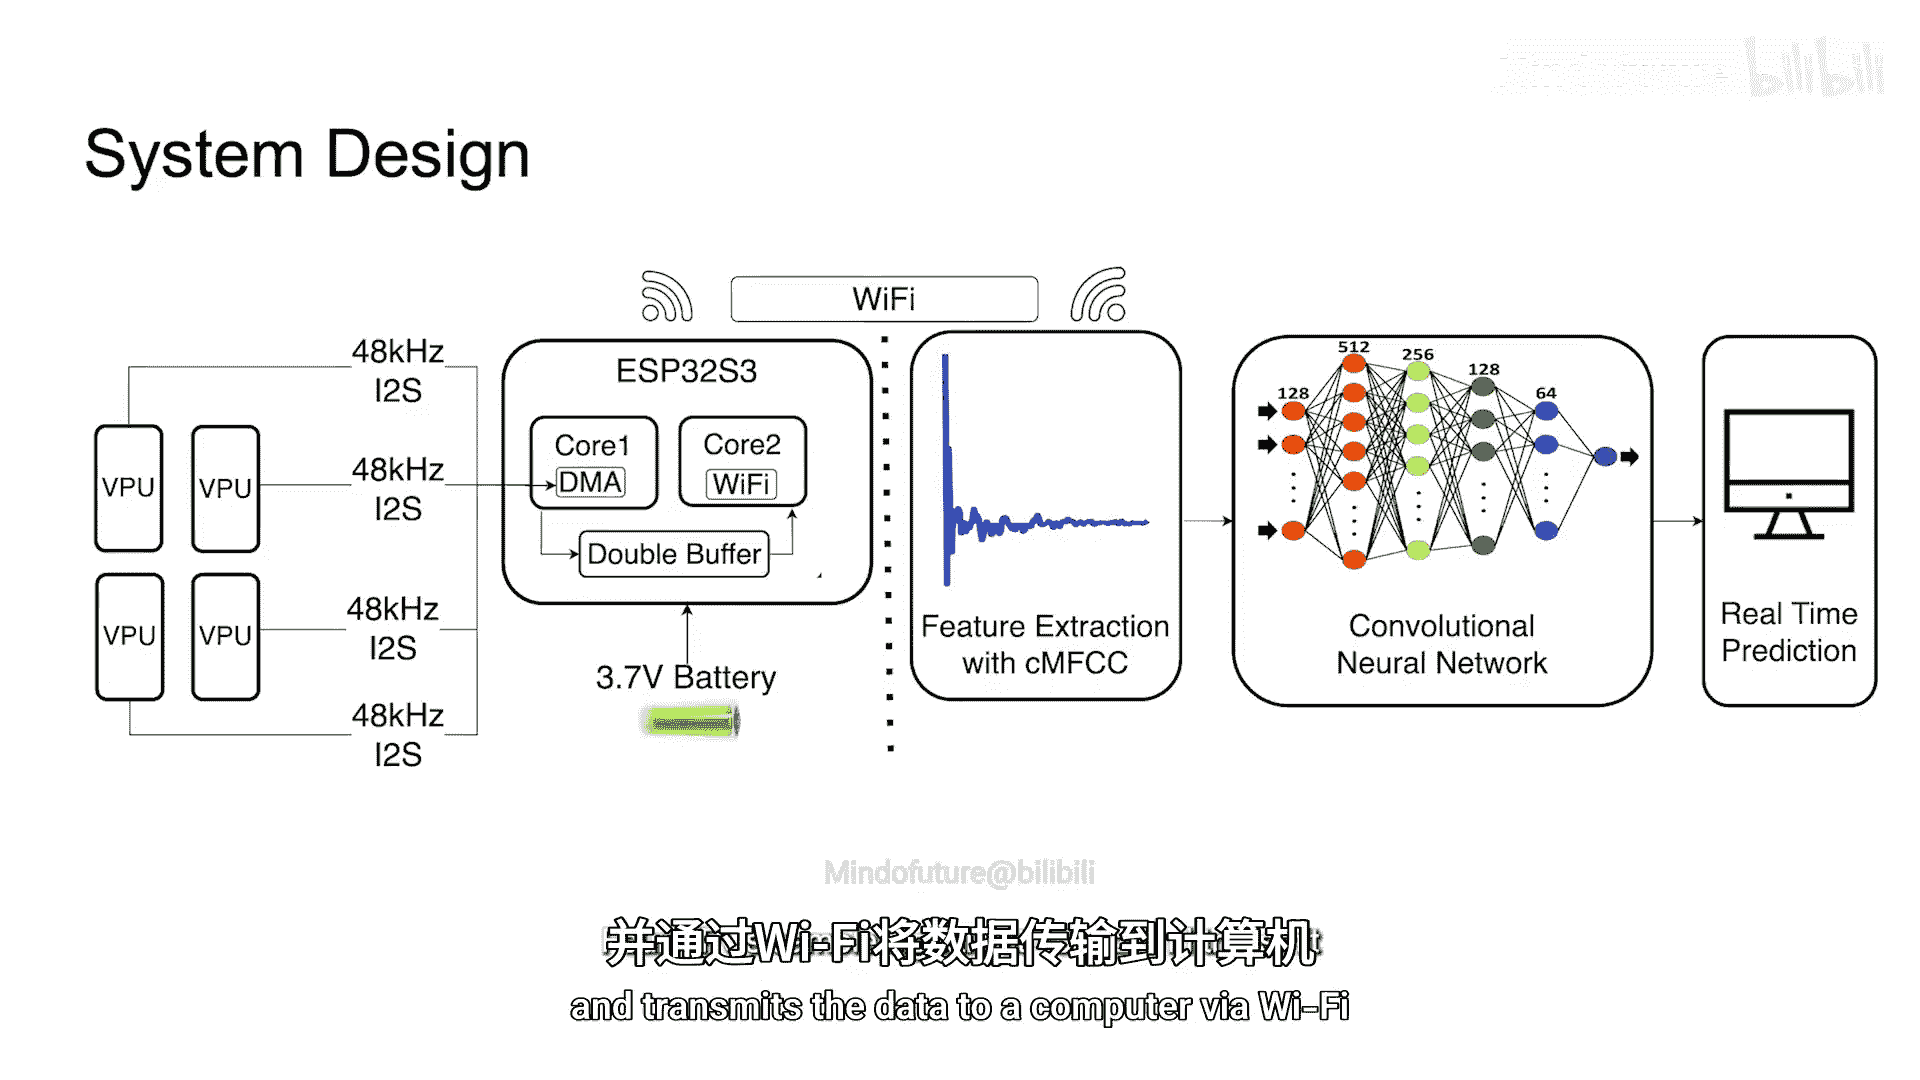 bilibili
System Design
WiFi
48kHz
I2S
48kHz
I2S
48kHz
I2S
48kHz
I2S
VPU
VPU
VPU
VPU
ESP32S3
Core1
DMA
Core2
WiFi
Double Buffer
3.7V Battery
Feature Extraction
with cMFCC
128
512
256
128
64
Convolutional
Neural Network
Real Time
Prediction
Mindofuture@bilibili
并通过Wi-Fi将数据传输到计算机
and transmits the data to a computer via Wi-Fi